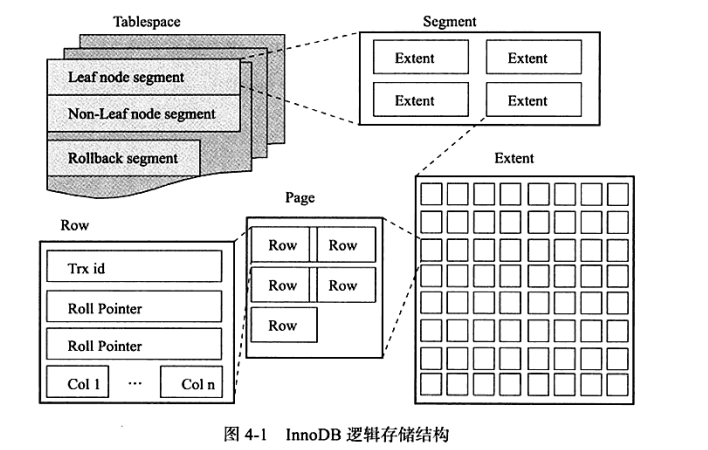 Tablespace
Segment
Leaf node segment
Non-Leaf node segment
Rollback segment
Extent Extent
Extent Extent
Extent
Page
Row Row
Row Row
Row
Row
Trx id
Roll Pointer
Roll Pointer
Col 1 ... Col n
图 4-1 InnoDB 逻辑存储结构